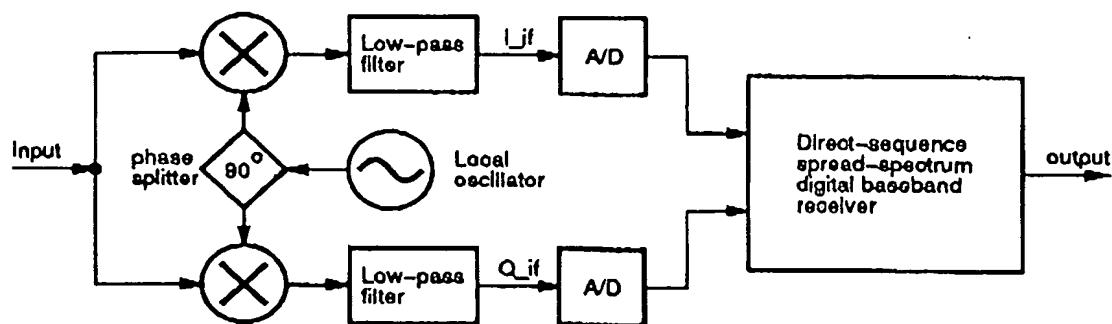 Low-pass
filter
I_if
A/D
Input
phase
splitter
90°
Local
oscillator
Direct-sequence
spread-spectrum
digital baseband
receiver
output
Low-pass
filter
Q_if
A/D